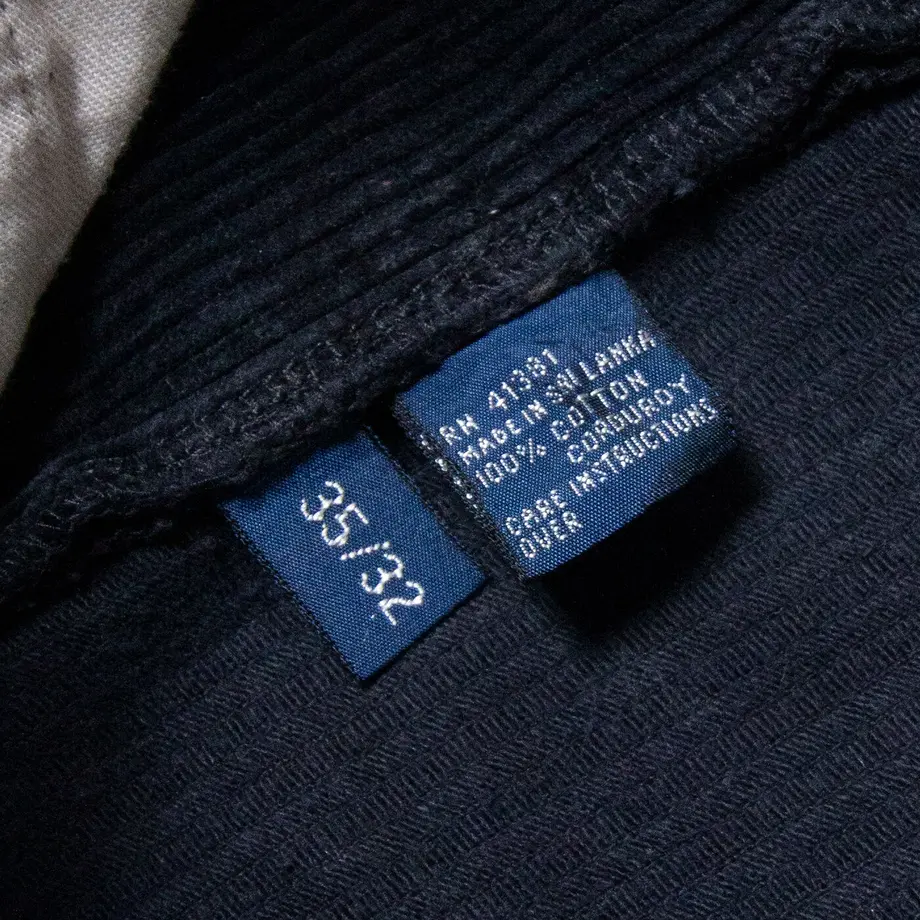 35/32
RN 41381
MADE IN SRI LANKA
100% COTTON
CORDUROY
CARE INSTRUCTIONS
OVER